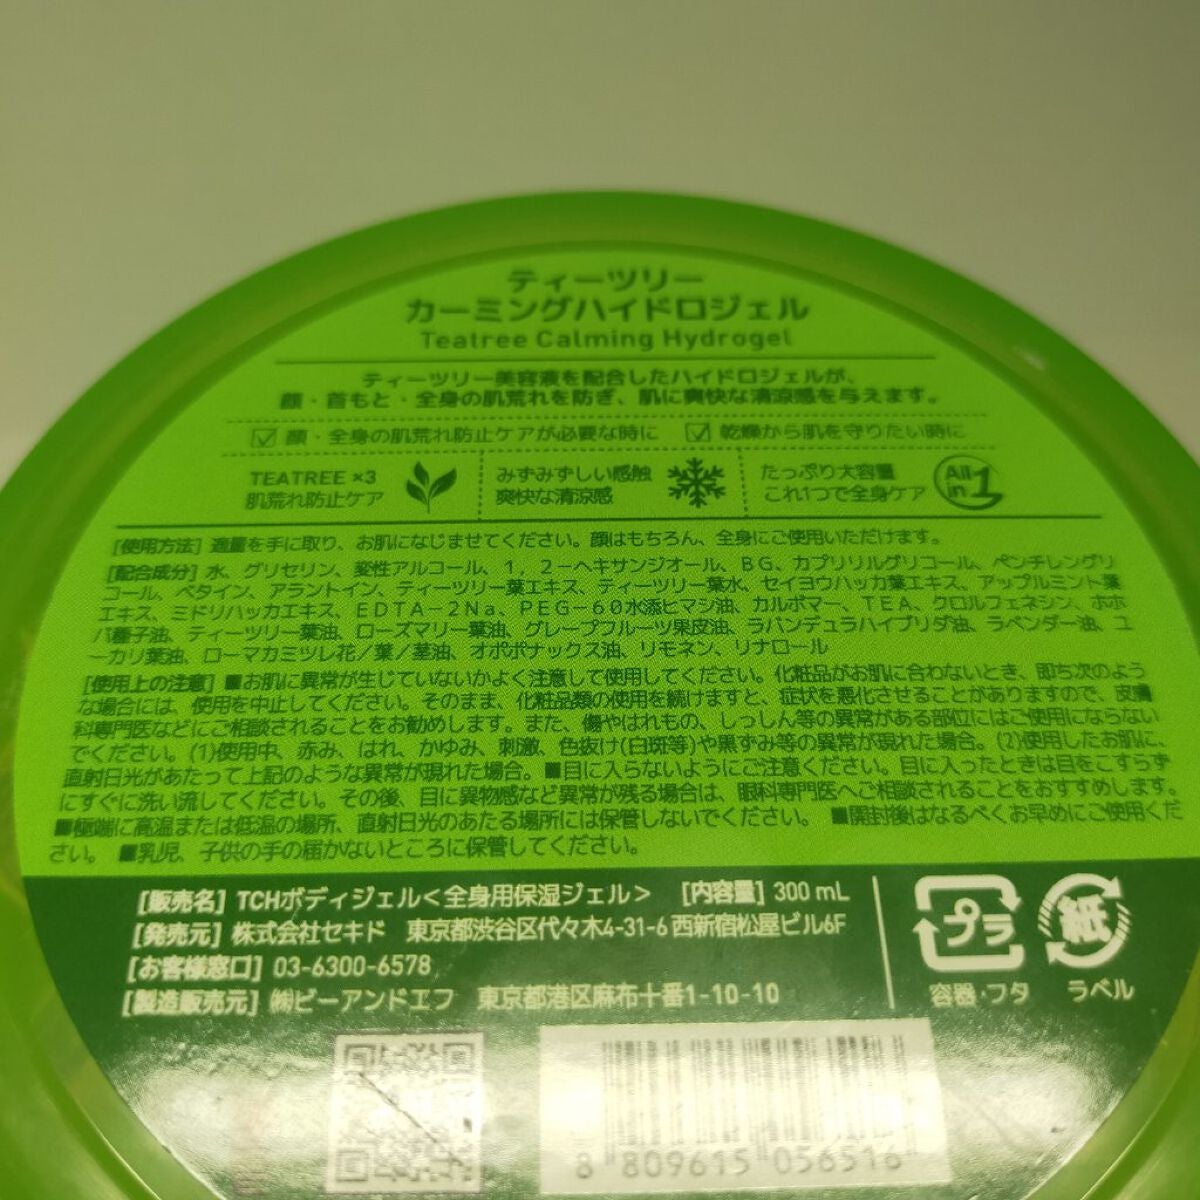 ティーツリー
カーミングハイドロジェル
Teatree Calming Hydrogel
ティーツリー美容液を配合したハイドロジェルが、
顔・首もと・全身の肌荒れを防ぎ、肌に爽快な清涼感を与えます。
顔・全身の肌荒れ防止ケアが必要な時に 乾燥から肌を守りたい時に
TEATREE ×3
肌荒れ防止ケア
みずみずしい感触
爽快な清涼感
たっぷり大容量
これ1つで全身ケア
All in 1
[使用方法] 適量を手に取り、お肌になじませてください。顔はもちろん、全身にご使用いただけます。
[配合成分] 水、グリセリン、変性アルコール、1，2－ヘキサンジオール、BG、カプリリルグリコール、ペンチレングリ
コール、ベタイン、アラントイン、ティーツリー葉エキス、ティーツリー葉水、セイヨウハッカ葉エキス、アップルミント葉
エキス、ミドリハッカエキス、EDTA－2Na、PEG－60水添ヒマシ油、カルボマー、TEA、クロルフェネシン、ホホ
バ種子油、ティーツリー葉油、ローズマリー葉油、グレープフルーツ果皮油、ラバンデュラハイブリダ油、ラベンダー油、ユ
ーカリ葉油、ローマカミツレ花／葉／茎油、オポポナックス油、リモネン、リナロール
[使用上の注意] ■お肌に異常が生じていないかよく注意して使用してください。化粧品がお肌に合わないとき、即ち次のよう
な場合には、使用を中止してください。そのまま、化粧品類の使用を続けますと、症状を悪化させることがありますので、皮膚
科専門医などにご相談されることをお勧めします。また、傷やはれもの、しっしん等の異常がある部位にはご使用にならない
でください。(1)使用中、赤み、はれ、かゆみ、刺激、色抜け(白斑等)や黒ずみ等の異常が現れた場合。(2)使用したお肌に、
直射日光があたって上記のような異常が現れた場合。■目に入らないようにご注意ください。目に入ったときは目をこすらず
にすぐに洗い流してください。その後、目に異物感など異常が残る場合は、眼科専門医へご相談されることをおすすめします。
■極端に高温または低温の場所、直射日光のあたる場所には保管しないでください。 ■開封後はなるべくお早めにご使用くだ
さい。 ■乳児、子供の手の届かないところに保管してください。
[販売名] TCHボディジェル＜全身用保湿ジェル＞ [内容量] 300 mL
[発売元] 株式会社セキド 東京都渋谷区代々木4-31-6 西新宿松屋ビル6F
[お客様窓口] 03-6300-6578
[製造販売元] ㈱ビーアンドエフ 東京都港区麻布十番1-10-10
プラ
容器・フタ
紙
ラベル
8 809615 056516